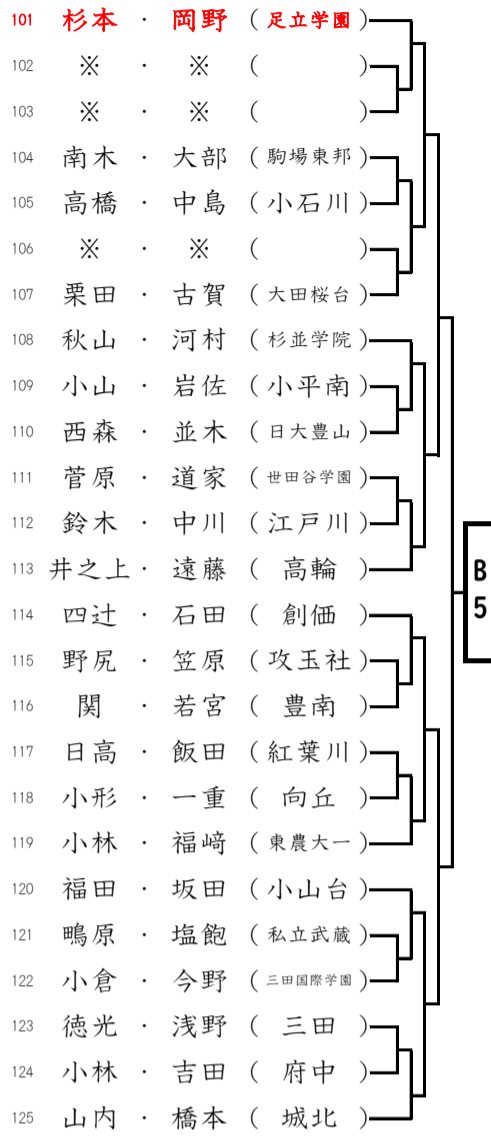 101 杉本 ・ 岡野 ( 足立学園 )
102 ※ ・ ※ ( )
103 ※ ・ ※ ( )
104 南木 ・ 大部 ( 駒場東邦 )
105 高橋 ・ 中島 ( 小石川 )
106 ※ ・ ※ ( )
107 栗田 ・ 古賀 ( 大田桜台 )
108 秋山 ・ 河村 ( 杉並学院 )
109 小山 ・ 岩佐 ( 小平南 )
110 西森 ・ 並木 ( 日大豊山 )
111 菅原 ・ 道家 ( 世田谷学園 )
112 鈴木 ・ 中川 ( 江戸川 )
113 井之上 ・ 遠藤 ( 高輪 )
B5
114 四辻 ・ 石田 ( 創価 )
115 野尻 ・ 笠原 ( 攻玉社 )
116 関 ・ 若宮 ( 豊南 )
117 日高 ・ 飯田 ( 紅葉川 )
118 小形 ・ 一重 ( 向丘 )
119 小林 ・ 福﨑 ( 東農大一 )
120 福田 ・ 坂田 ( 小山台 )
121 鴨原 ・ 塩飽 ( 私立武蔵 )
122 小倉 ・ 今野 ( 三田国際学園 )
123 徳光 ・ 浅野 ( 三田 )
124 小林 ・ 吉田 ( 府中 )
125 山内 ・ 橋本 ( 城北 )